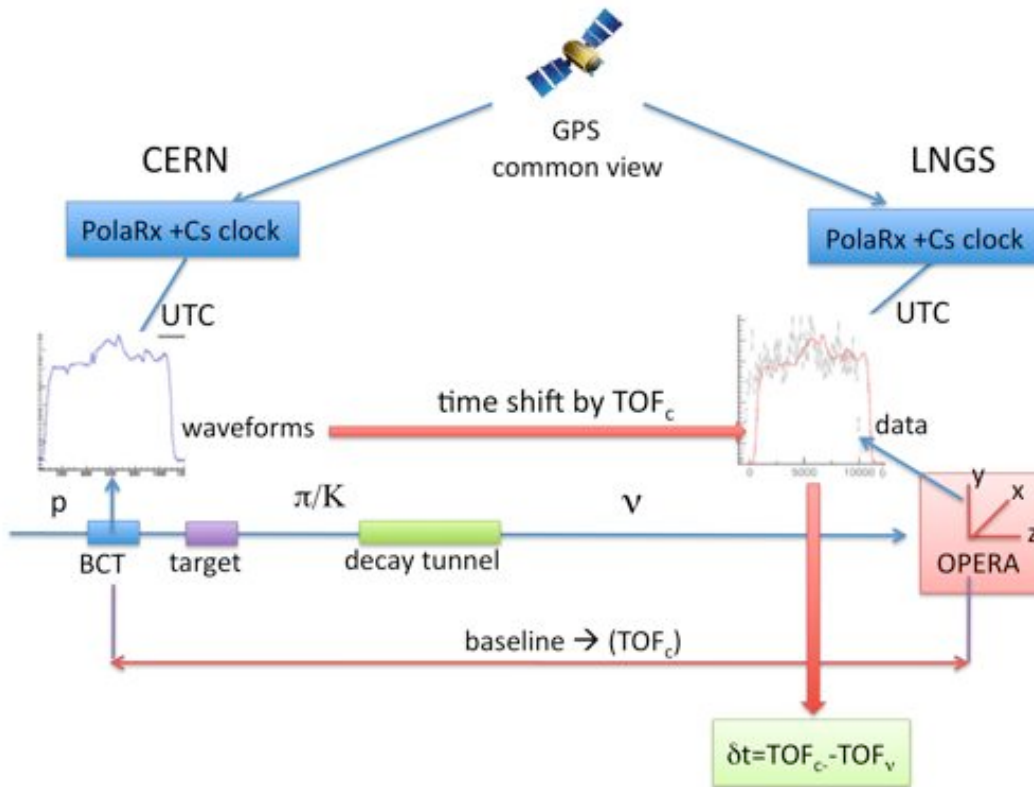 GPS
common view
CERN
LNGS
PolaRx +Cs clock
PolaRx +Cs clock
UTC
UTC
waveforms
time shift by TOFc
data
5000
10000
p
π/K
ν
y
x
z
BCT
target
decay tunnel
OPERA
baseline → (TOFc)
δt=TOFc--TOFν